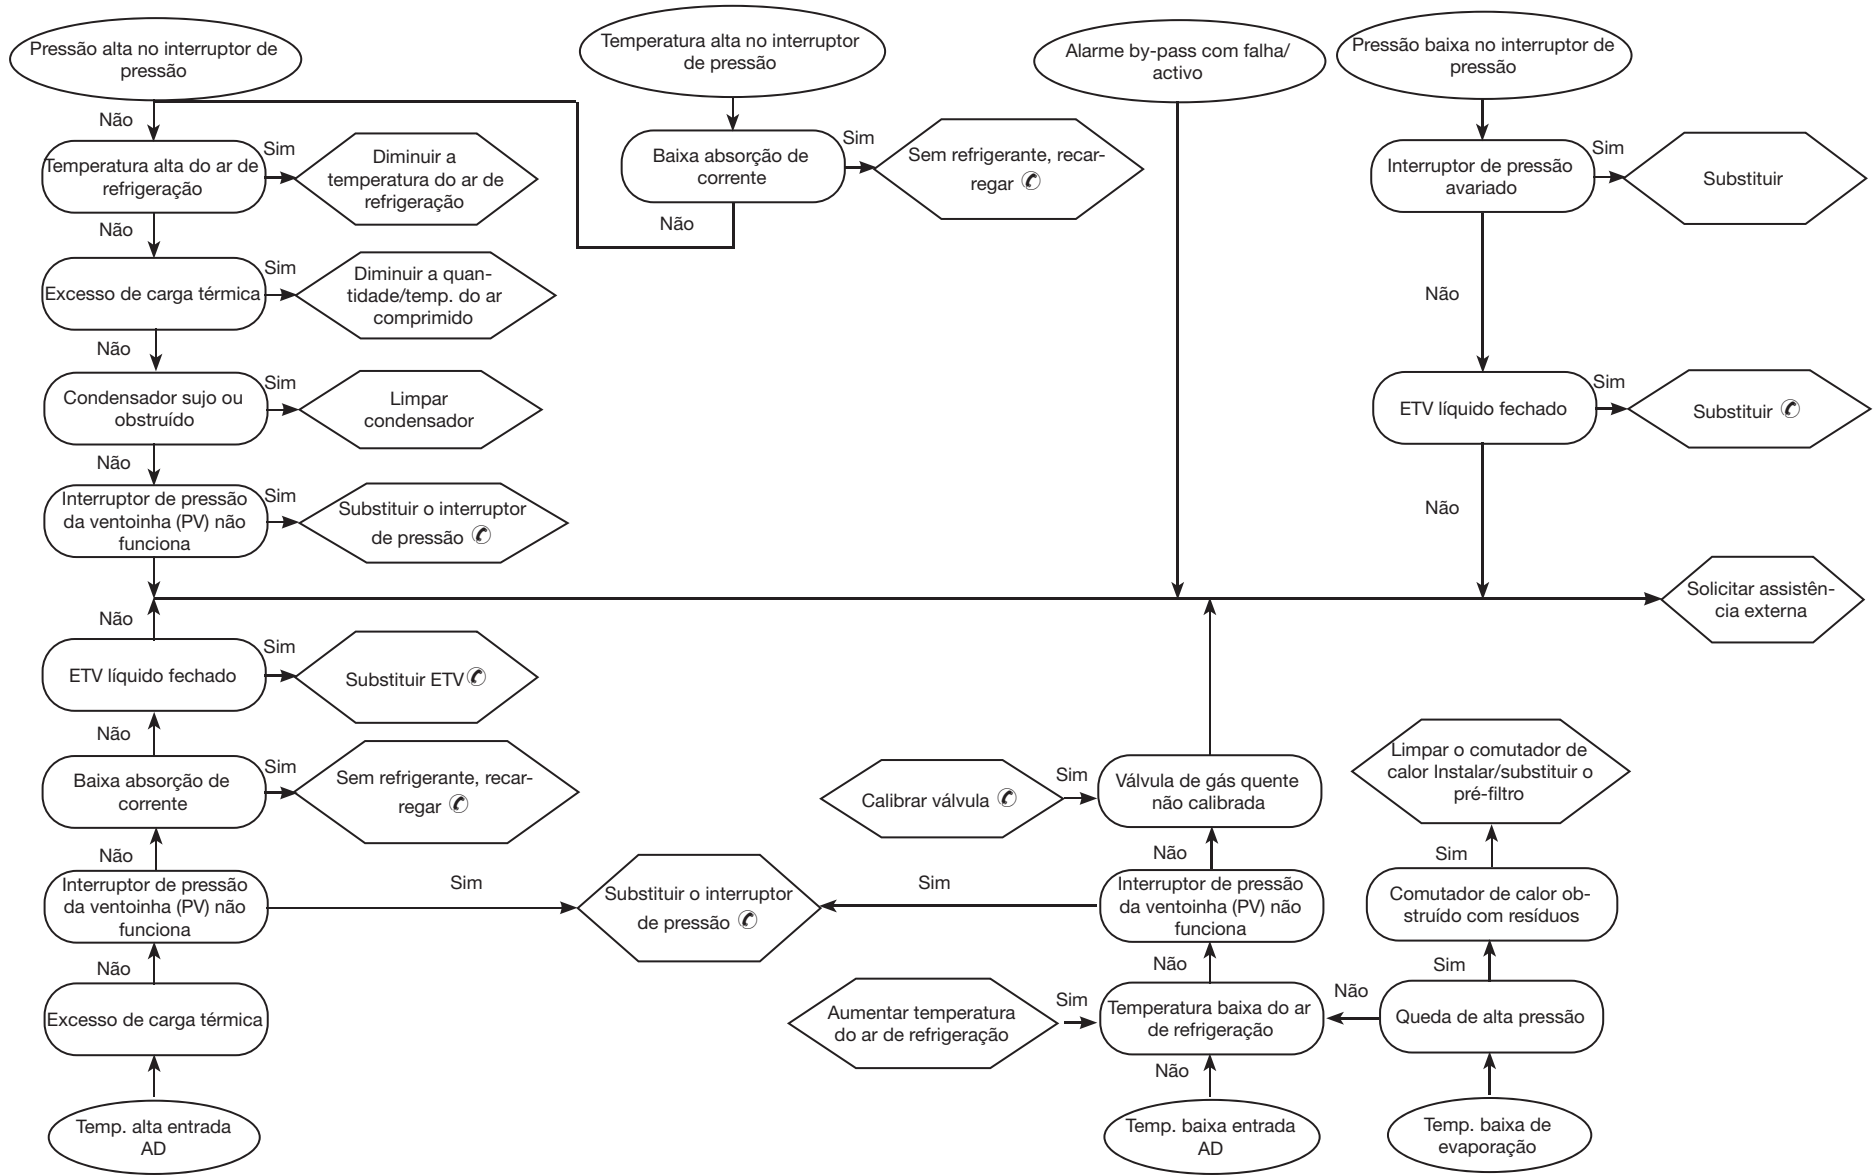 Pressão alta no interruptor de
pressão
Temperatura alta no interruptor
de pressão
Alarme by-pass com falha/
activo
Pressão baixa no interruptor de
pressão
Não
Temperatura alta do ar de
refrigeração
Sim
Diminuir a
temperatura do ar de
refrigeração
Baixa absorção de
corrente
Sim
Sem refrigerante, recar-
regar ✆
Não
Interruptor de pressão
avariado
Sim
Substituir
Não
Excesso de carga térmica
Sim
Diminuir a quan-
tidade/temp. do ar
comprimido
Não
Não
Condensador sujo ou
obstruído
Sim
Limpar
condensador
ETV líquido fechado
Sim
Substituir ✆
Não
Interruptor de pressão
da ventoinha (PV) não
funciona
Sim
Substituir o interruptor
de pressão ✆
Não
Solicitar assistên-
cia externa
Não
ETV líquido fechado
Sim
Substituir ETV ✆
Não
Baixa absorção de
corrente
Sim
Sem refrigerante, recar-
regar ✆
Calibrar válvula ✆
Sim
Válvula de gás quente
não calibrada
Limpar o comutador de
calor Instalar/substituir o
pré-filtro
Não
Não
Sim
Interruptor de pressão
da ventoinha (PV) não
funciona
Sim
Substituir o interruptor
de pressão ✆
Sim
Interruptor de pressão
da ventoinha (PV) não
funciona
Comutador de calor ob-
struído com resíduos
Não
Não
Sim
Excesso de carga térmica
Aumentar temperatura
do ar de refrigeração
Sim
Temperatura baixa do ar
de refrigeração
Não
Queda de alta pressão
Não
Temp. alta entrada
AD
Temp. baixa entrada
AD
Temp. baixa de
evaporação